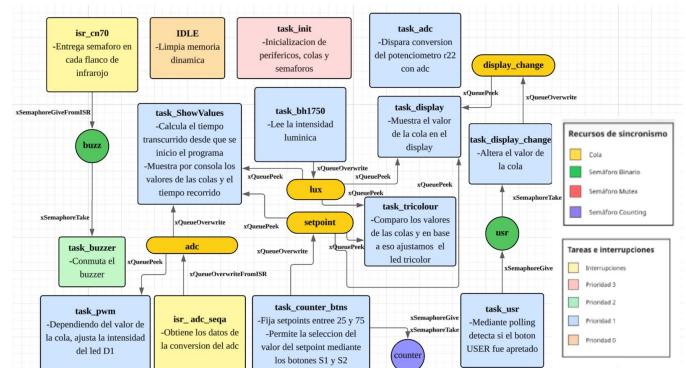 isr_cn70
-Entrega semaforo en
cada flanco de
infrarojo
IDLE
-Limpia memoria
dinamica
task_init
-Inicializacion de
perifericos, colas y
semaforos
task_adc
-Dispara conversion
del potenciometro r22
con adc
display_change
xSemaphoreGiveFromISR
xQueuePeek
xQueueOverwrite
buzz
task_ShowValues
-Calcula el tiempo
transcurrido desde que se
inicio el programa
-Muestra por consola los
valores de las colas y el
tiempo recorrido
task_bh1750
-Lee la intensidad
luminica
task_display
-Muestra el valor
de la cola en el
display
task_display_change
-Altera el valor de
la cola
Recursos de sincronismo
Cola
Semáforo Binario
Semáforo Mutex
Semáforo Counting
xQueueOverwrite
xQueuePeek
xQueuePeek
lux
xQueuePeek
xQueuePeek
setpoint
task_tricolour
-Comparo los valores
de las colas y en base
a eso ajustamos el
led tricolor
xSemaphoreTake
xSemaphoreTake
usr
xQueueOverwrite
task_buzzer
-Conmuta el
buzzer
adc
xQueuePeek
xQueueOverwriteFromISR
xQueueOverwrite
xQueuePeek
xQueuePeek
xSemaphoreGive
Tareas e interrupciones
Interrupciones
Prioridad 3
Prioridad 2
Prioridad 1
Prioridad 0
task_pwm
-Dependiendo del valor de
la cola, ajusta la intensidad
del led D1
isr_ adc_seqa
-Obtiene los datos de
la conversion del adc
task_counter_btns
-Fija setpoints entree 25 y 75
-Permite la seleccion del
valor del setpoint mediante
los botones S1 y S2
xSemaphoreGive
xSemaphoreTake
counter
task_usr
-Mediante polling
detecta si el boton
USER fue apretado